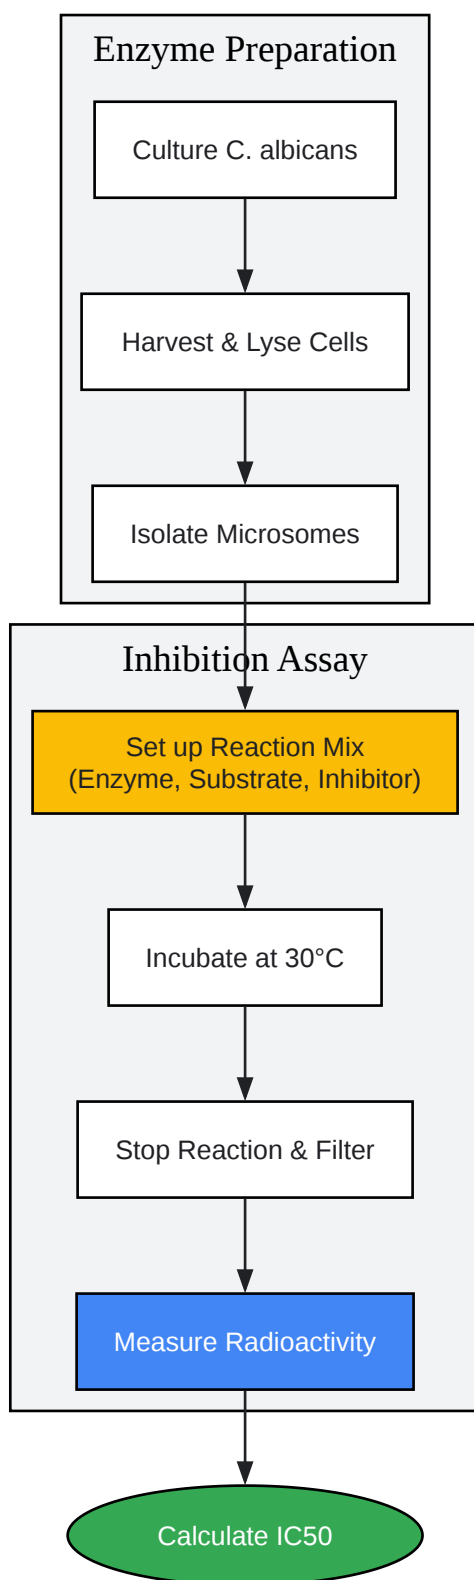 Enzyme Preparation
Culture C. albicans
Harvest & Lyse Cells
Isolate Microsomes
Inhibition Assay
Set up Reaction Mix
(Enzyme, Substrate, Inhibitor)
Incubate at 30°C
Stop Reaction & Filter
Measure Radioactivity
Calculate IC50